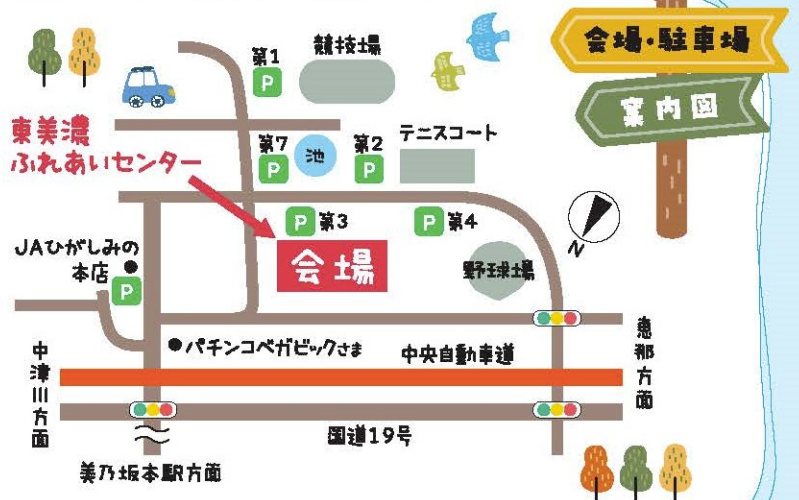 会場・駐車場
案内図
第1
P
競技場
東美濃
ふれあいセンター
第7
P
池
第2
P
テニスコート
P 第3
P 第4
会場
野球場
N
JAひがしみの
本店
P
パチンコベガビックさま
中央自動車道
恵那方面
中津川方面
国道19号
美乃坂本駅方面